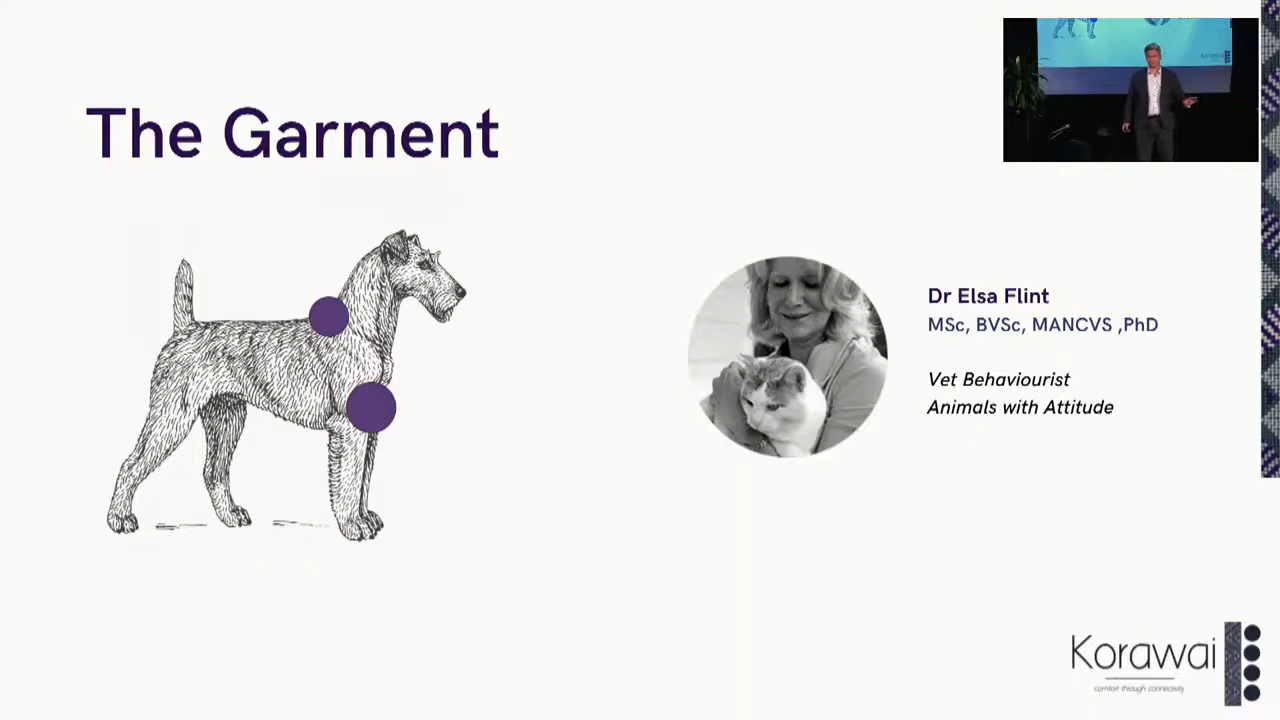 The Garment
Dr Elsa Flint
MSc, BVSc, MANCVS ,PhD
Vet Behaviourist
Animals with Attitude
Korawai
comfort through connectivity